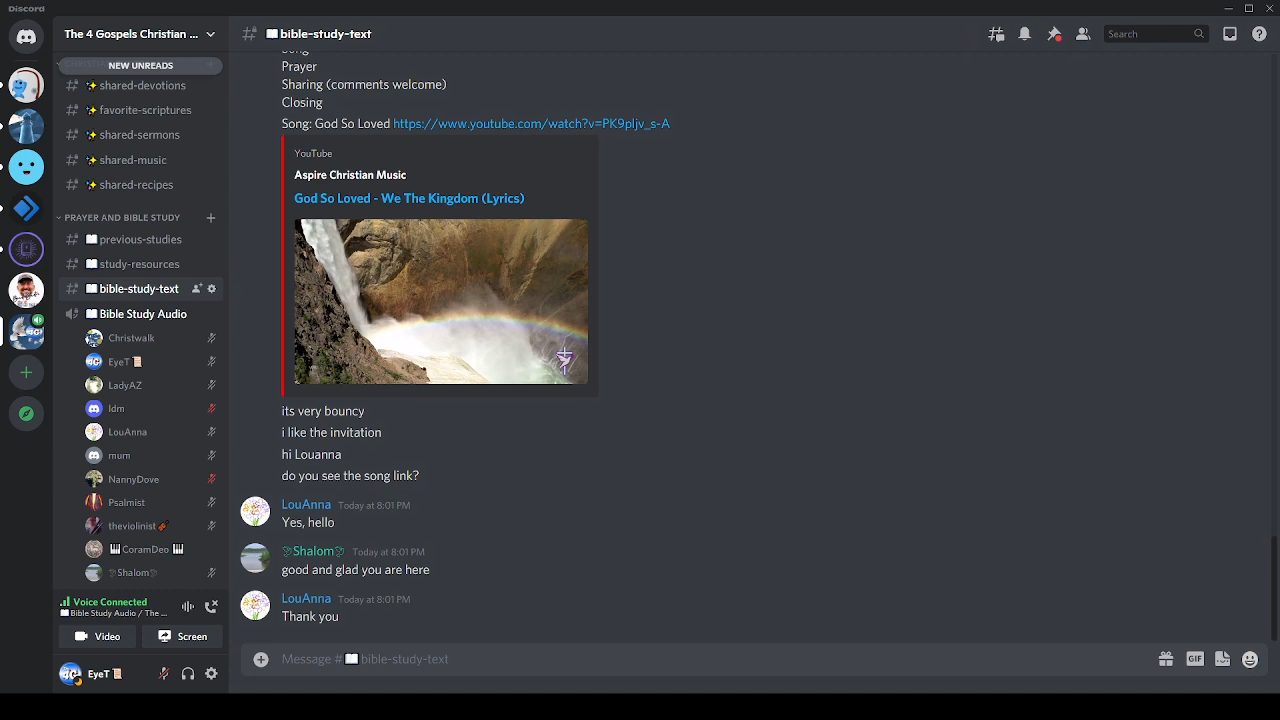 Discord
The 4 Gospels Christian ...
NEW UNREADS
✨shared-devotions
✨favorite-scriptures
✨shared-sermons
✨shared-music
✨shared-recipes
PRAYER AND BIBLE STUDY
📖previous-studies
📖study-resources
📖bible-study-text
📖Bible Study Audio
Christwalk
EyeT📜
LadyAZ
ldm
LouAnna
mum
NannyDove
Psalmist
theviolinist🎻
🎹CoramDeo 🎹
🕊Shalom🕊
Voice Connected
📖Bible Study Audio / The ...
Video
Screen
EyeT📜
📖bible-study-text
Search
Song
Prayer
Sharing (comments welcome)
Closing
Song: God So Loved https://www.youtube.com/watch?v=PK9pljv_s-A
YouTube
Aspire Christian Music
God So Loved - We The Kingdom (Lyrics)
its very bouncy
i like the invitation
hi Louanna
do you see the song link?
LouAnna Today at 8:01 PM
Yes, hello
🕊Shalom🕊 Today at 8:01 PM
good and glad you are here
LouAnna Today at 8:01 PM
Thank you
Message #📖bible-study-text
GIF